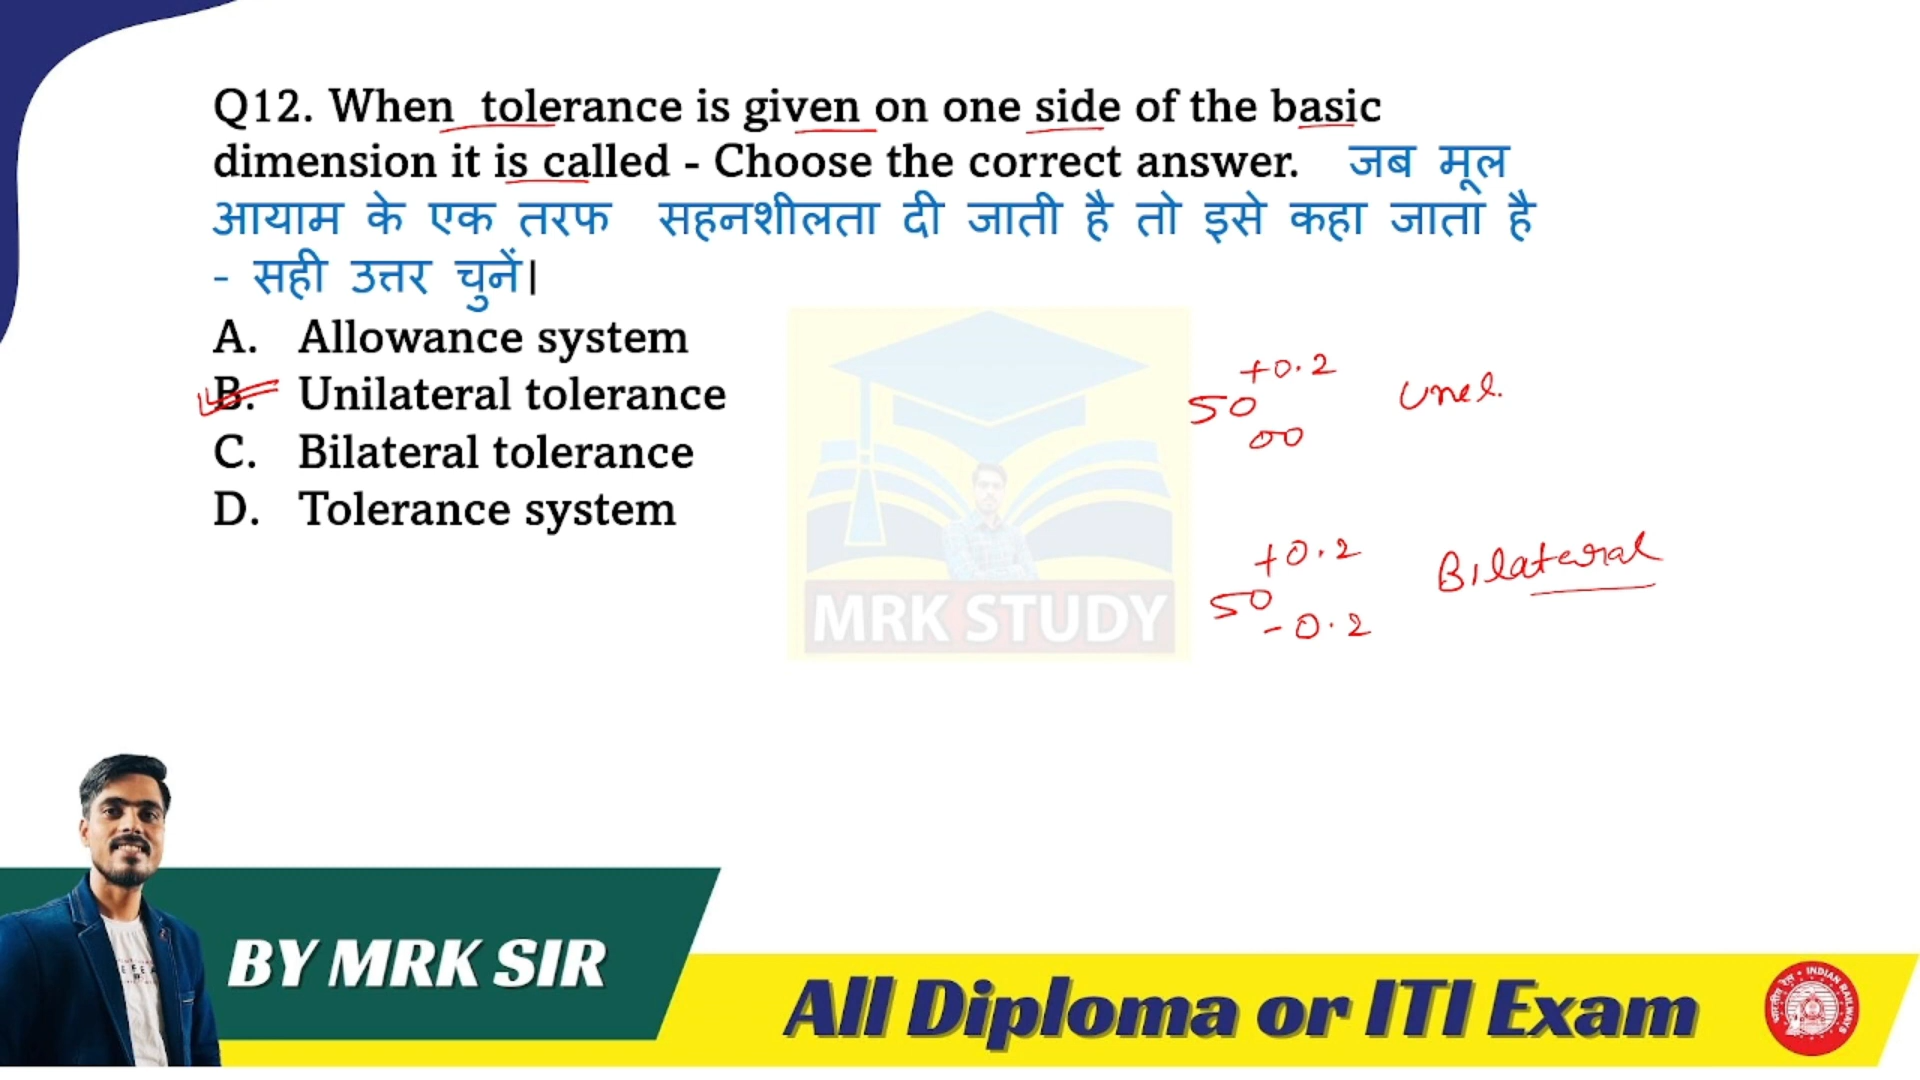 Q12. When tolerance is given on one side of the basic
dimension it is called - Choose the correct answer. जब मूल
आयाम के एक तरफ सहनशीलता दी जाती है तो इसे कहा जाता है
- सही उत्तर चुनें|
A. Allowance system
B. Unilateral tolerance
C. Bilateral tolerance
D. Tolerance system
+0.2
50
00
Unel.
+0.2
50
-0.2
Bilateral
MRK STUDY
BY MRK SIR
All Diploma or ITI Exam